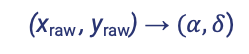 (x_raw, y_raw) → (α, δ)